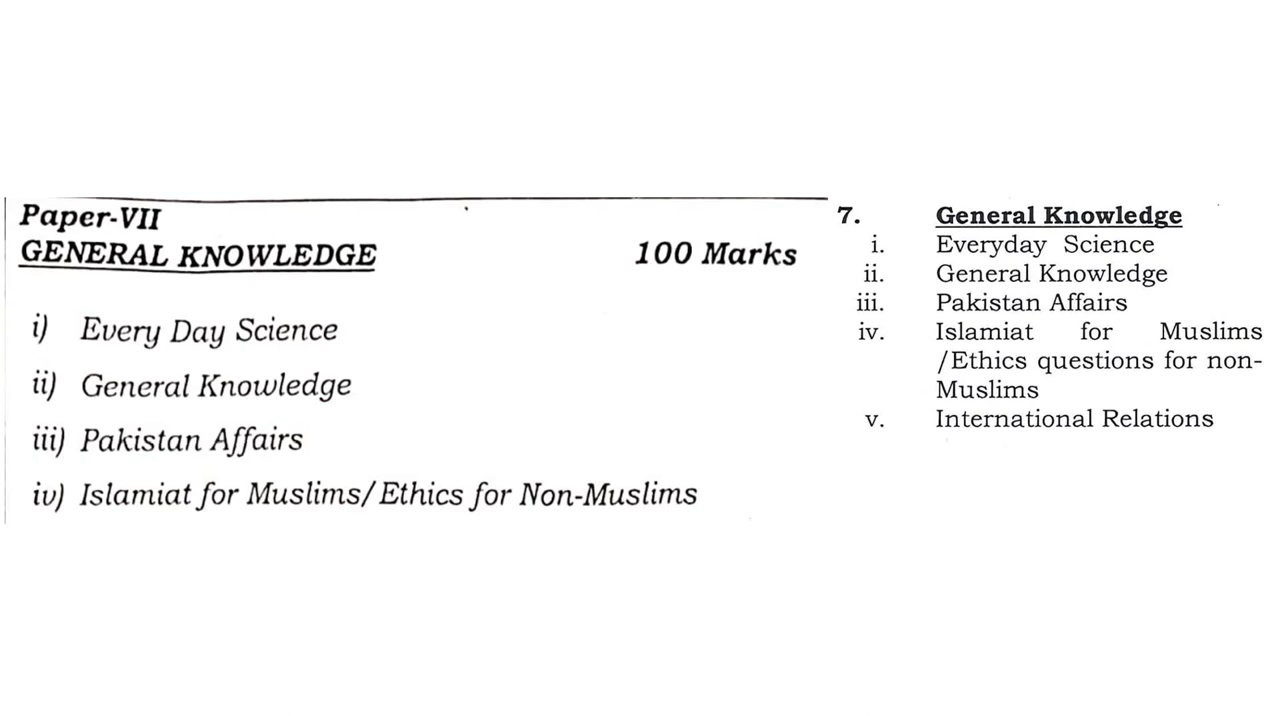 Paper-VII
GENERAL KNOWLEDGE 100 Marks
i) Every Day Science
ii) General Knowledge
iii) Pakistan Affairs
iv) Islamiat for Muslims/Ethics for Non-Muslims
7. General Knowledge
i. Everyday Science
ii. General Knowledge
iii. Pakistan Affairs
iv. Islamiat for Muslims
/Ethics questions for non-
Muslims
v. International Relations